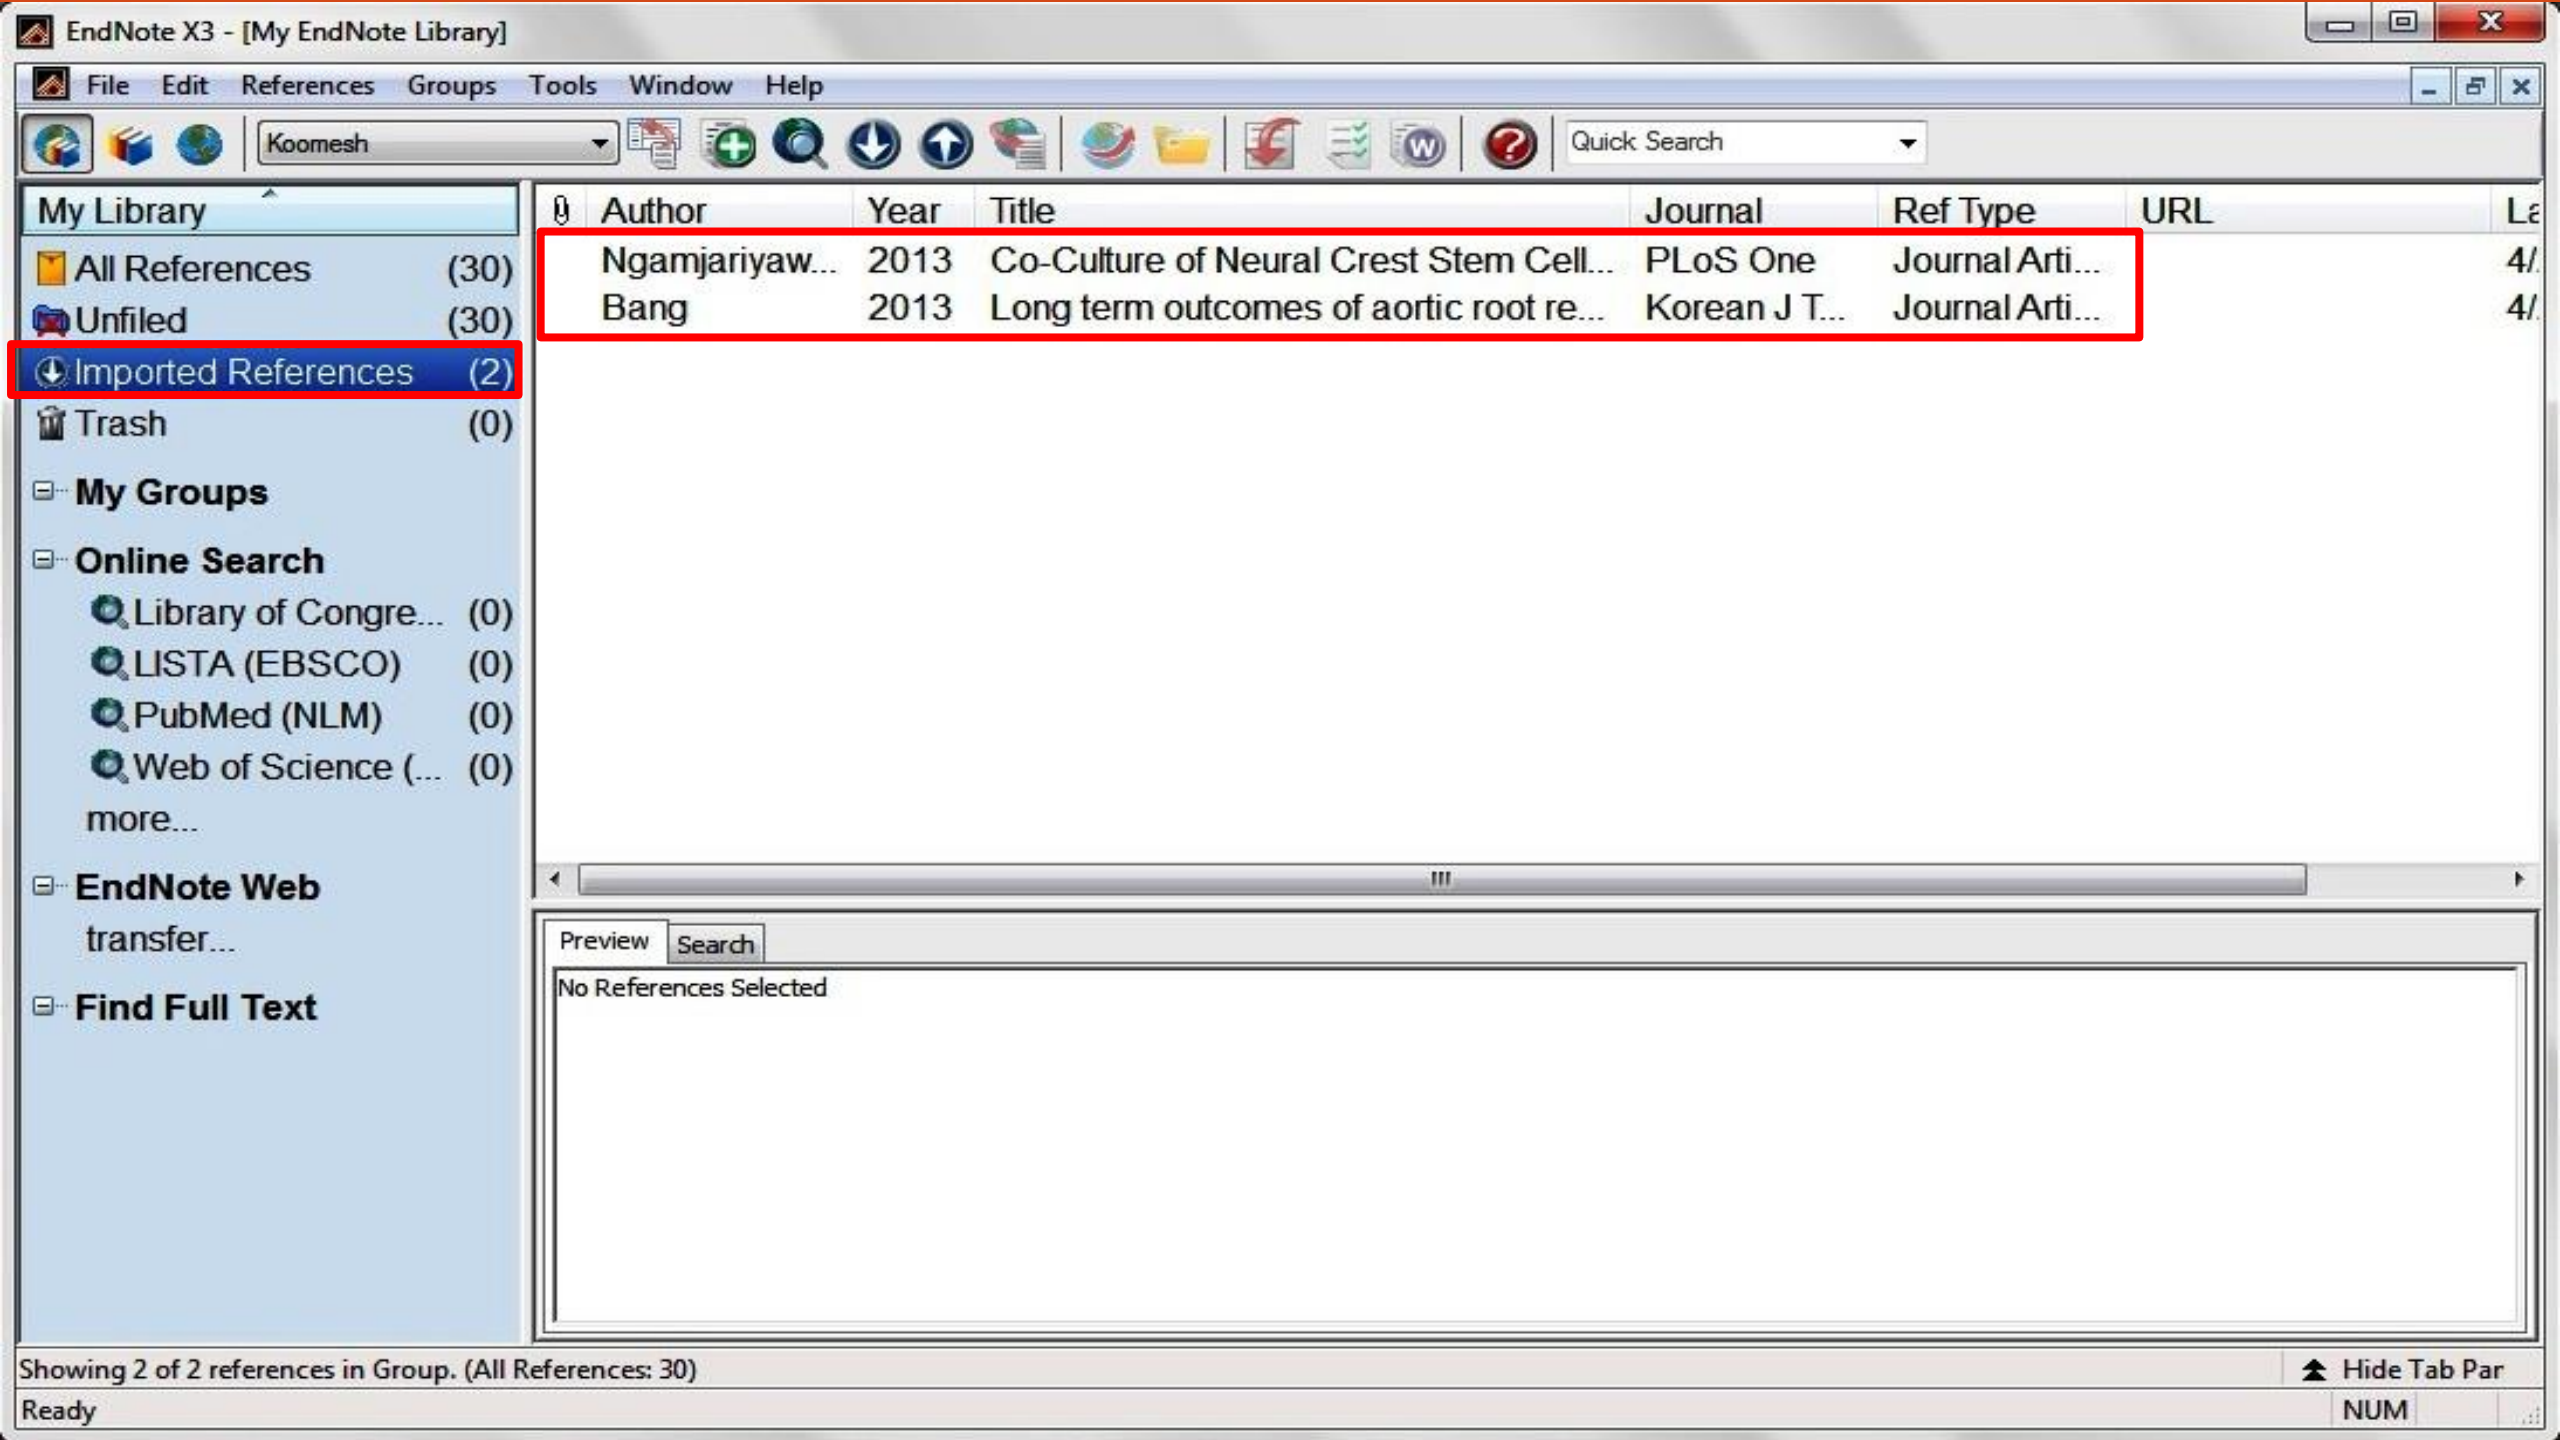 EndNote X3 - [My EndNote Library]
File Edit References Groups Tools Window Help
Koomesh
Quick Search
My Library
All References (30)
Unfiled (30)
Imported References (2)
Trash (0)
My Groups
Online Search
Library of Congre... (0)
LISTA (EBSCO) (0)
PubMed (NLM) (0)
Web of Science (... (0)
more...
EndNote Web
transfer...
Find Full Text
Author Year Title Journal Ref Type URL La
Ngamjariyaw... 2013 Co-Culture of Neural Crest Stem Cell... PLoS One Journal Arti... 4/
Bang 2013 Long term outcomes of aortic root re... Korean J T... Journal Arti... 4/
Preview Search
No References Selected
Showing 2 of 2 references in Group. (All References: 30)
Hide Tab Par
Ready
NUM